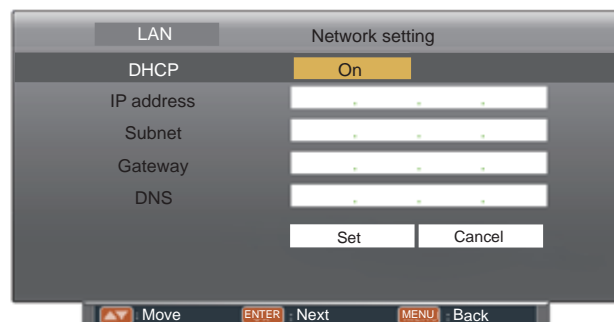 LAN Network setting
DHCP On
IP address . . .
Subnet . . .
Gateway . . .
DNS . . .
Set Cancel
: Move ENTER : Next MENU : Back